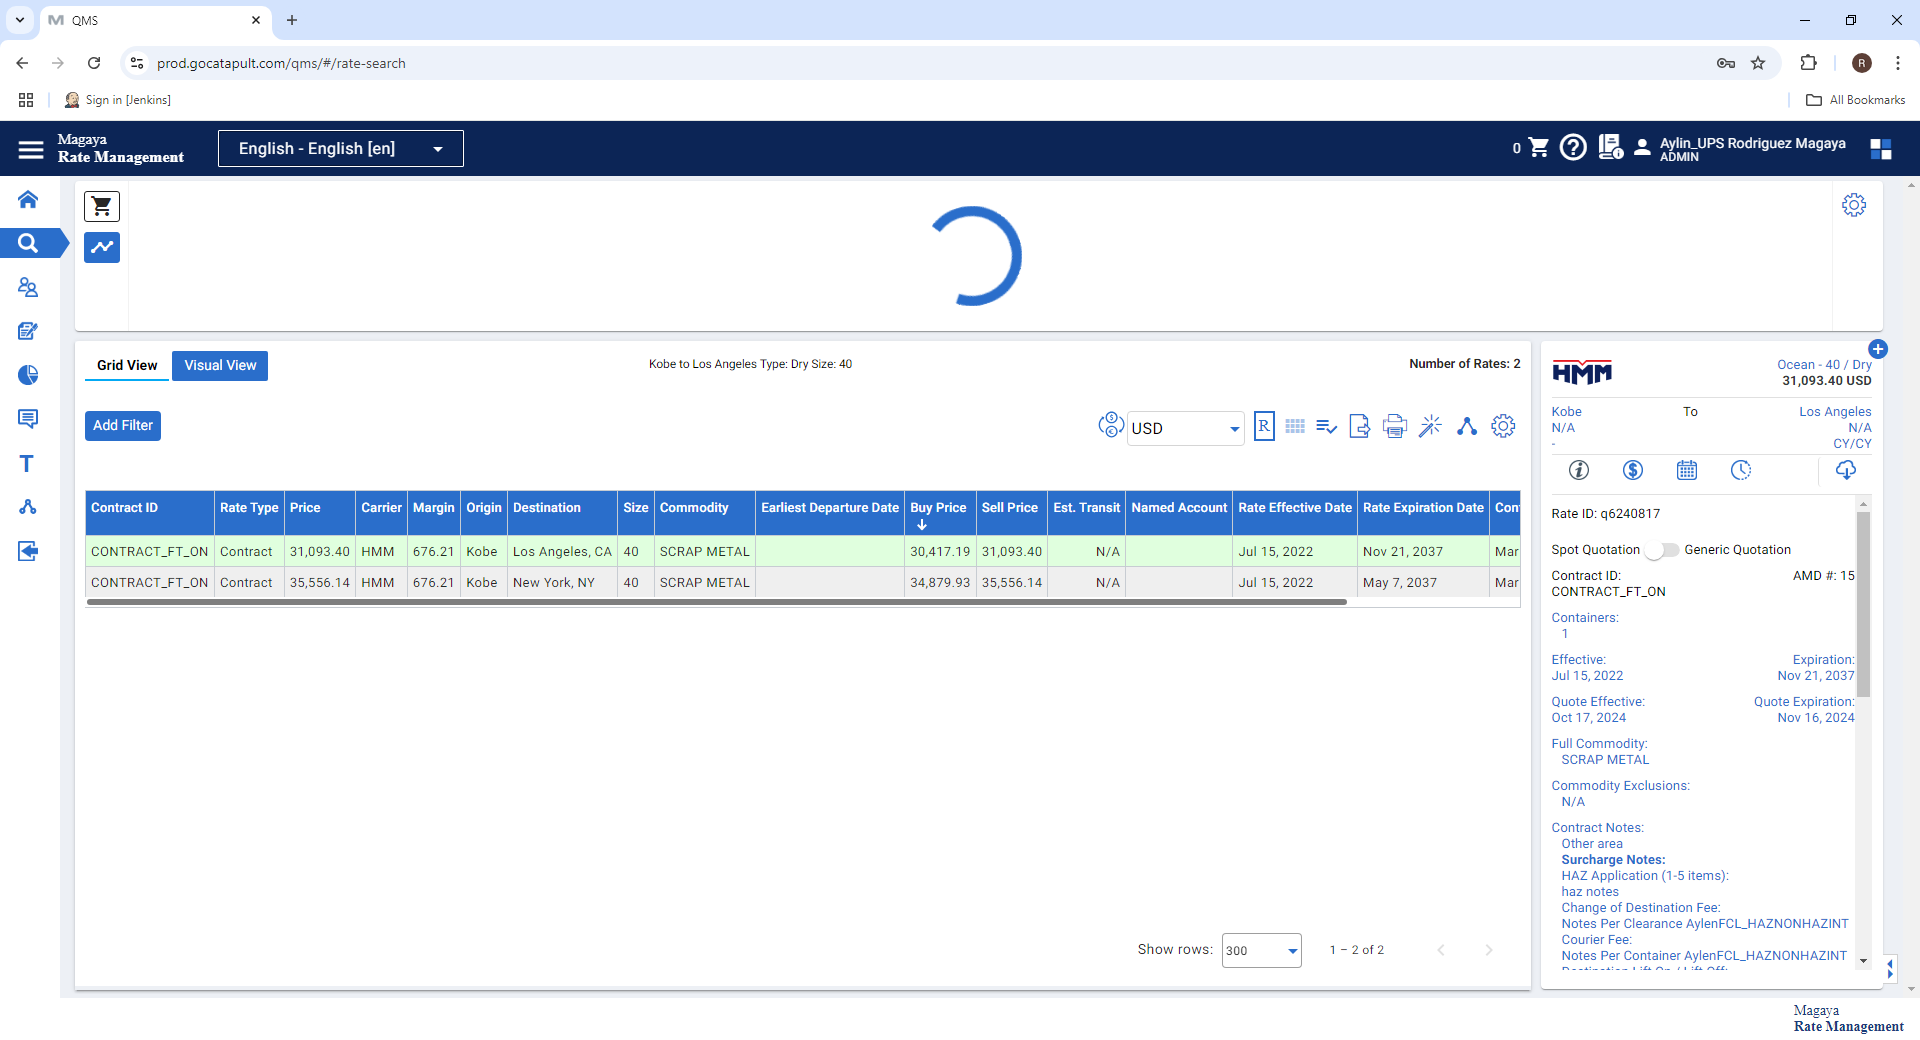 QMS
prod.gocatapult.com/qms/#/rate-search
R
Sign in [Jenkins]
All Bookmarks
Magaya
Rate Management
English - English [en]
0
Aylin_UPS Rodriguez Magaya
ADMIN
Grid View
Visual View
Kobe to Los Angeles Type: Dry Size: 40
Number of Rates: 2
Add Filter
USD
R
Contract ID Rate Type Price Carrier Margin Origin Destination Size Commodity Earliest Departure Date Buy Price Sell Price Est. Transit Named Account Rate Effective Date Rate Expiration Date Con
CONTRACT_FT_ON Contract 31,093.40 HMM 676.21 Kobe Los Angeles, CA 40 SCRAP METAL 30,417.19 31,093.40 N/A Jul 15, 2022 Nov 21, 2037 Mar
CONTRACT_FT_ON Contract 35,556.14 HMM 676.21 Kobe New York, NY 40 SCRAP METAL 34,879.93 35,556.14 N/A Jul 15, 2022 May 7, 2037 Mar
Show rows: 300 1 – 2 of 2
HMM
Ocean - 40 / Dry
31,093.40 USD
Kobe To Los Angeles
N/A N/A
- CY/CY
Rate ID: q6240817
Spot Quotation Generic Quotation
Contract ID: AMD #: 15
CONTRACT_FT_ON
Containers:
1
Effective: Expiration:
Jul 15, 2022 Nov 21, 2037
Quote Effective: Quote Expiration:
Oct 17, 2024 Nov 16, 2024
Full Commodity:
SCRAP METAL
Commodity Exclusions:
N/A
Contract Notes:
Other area
Surcharge Notes:
HAZ Application (1-5 items):
haz notes
Change of Destination Fee:
Notes Per Clearance AylenFCL_HAZNONHAZINT
Courier Fee:
Notes Per Container AylenFCL_HAZNONHAZINT
Magaya
Rate Management